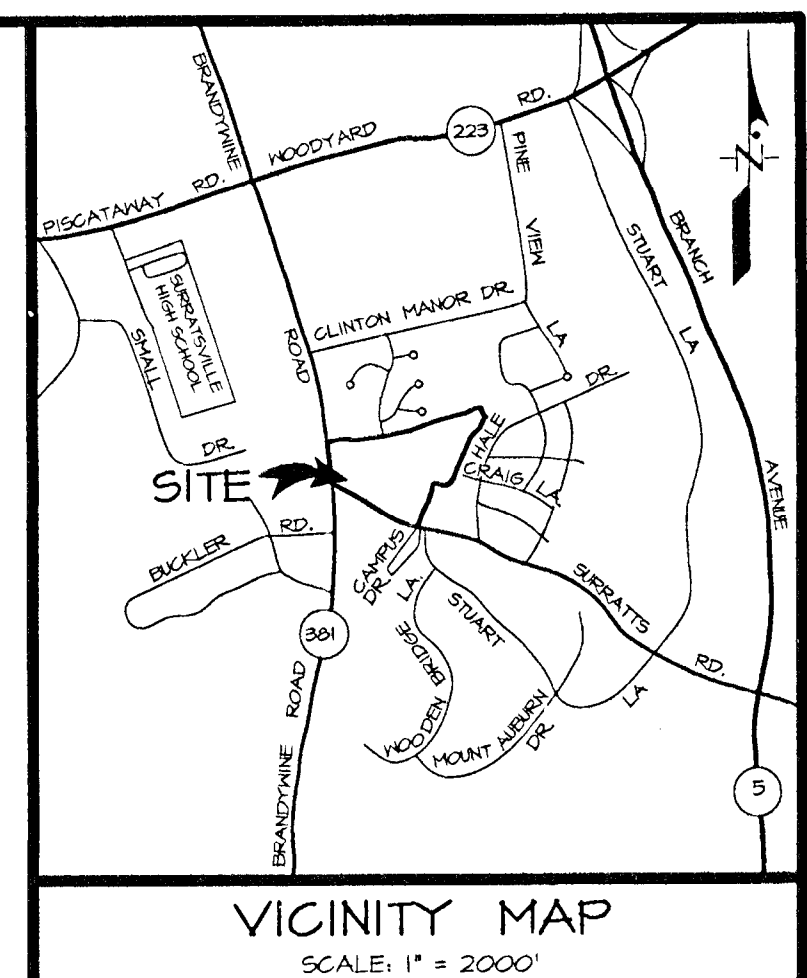 BRANDYWINE
ROAD
PISCATAWAY RD.
WOODYARD RD.
223
PINE VIEW LA
N
BRANCH AVENUE
STUART LA
SURRATSVILLE
HIGH SCHOOL
SMALL DR.
CLINTON MANOR DR.
HALE DR.
CRAIG LA.
SITE
BUCKLER RD.
CAMPUS
DR.
STUART LA
SURRATTS RD.
WOODEN BRIDGE LA.
MOUNT AUBURN
DR.
381
BRANDYWINE ROAD
5
VICINITY MAP
SCALE: 1" = 2000'